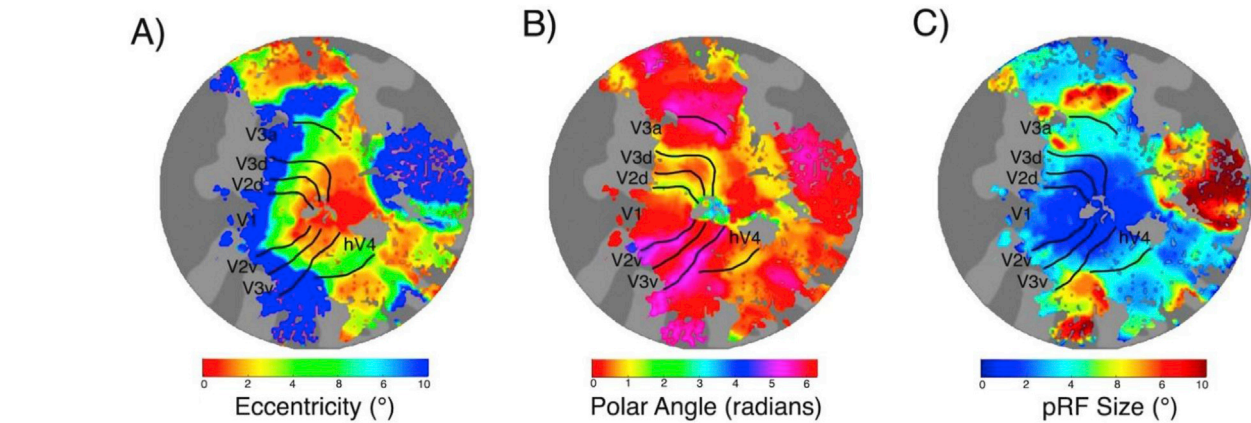 A)
B)
C)
V3a
V3d
V2d
V1
V2v
V3v
hV4
V3a
V3d
V2d
V1
V2v
V3v
hV4
V3a
V3d
V2d
V1
V2v
V3v
hV4
0 2 4 8 6 10
Eccentricity (°)
0 1 2 3 4 5 6
Polar Angle (radians)
0 2 4 8 6 10
pRF Size (°)